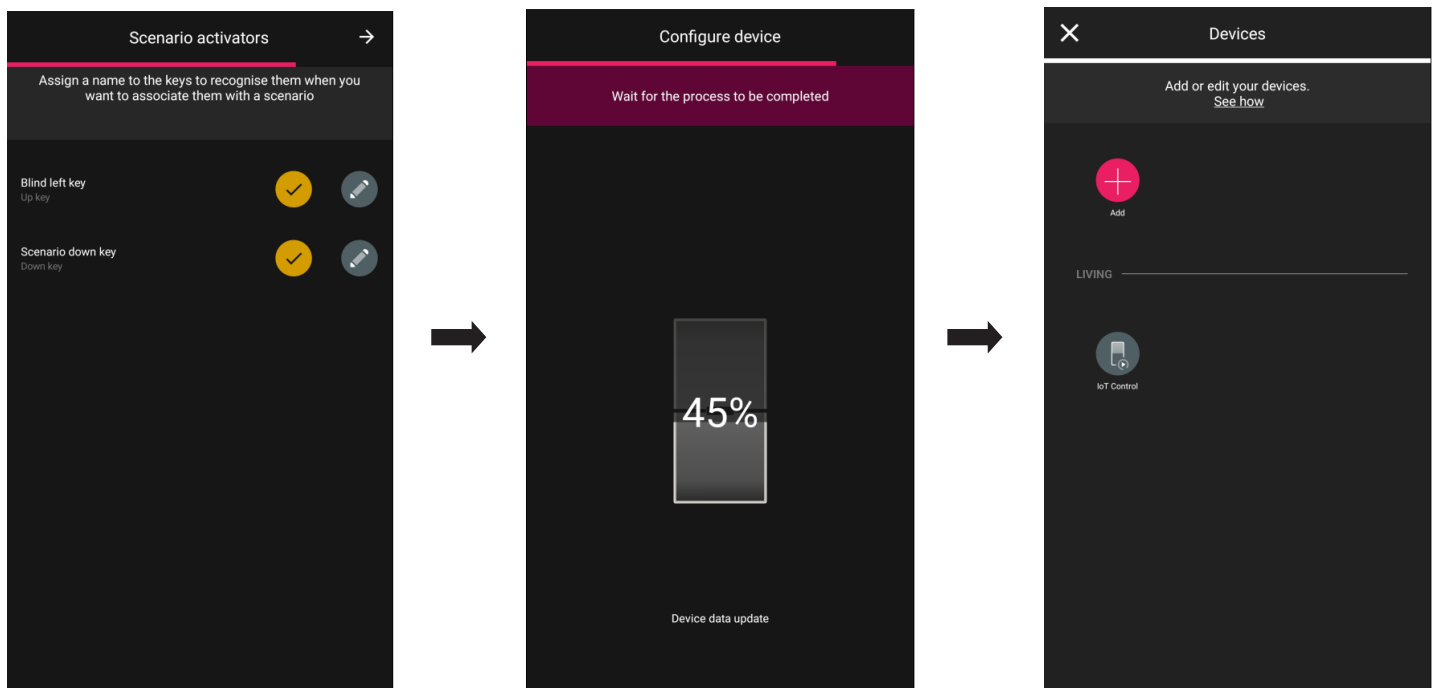 Scenario activators
Assign a name to the keys to recognise them when you
want to associate them with a scenario
Blind left key
Up key
Scenario down key
Down key
Configure device
Wait for the process to be completed
45%
Device data update
Devices
Add or edit your devices.
See how
Add
LIVING
IoT Control